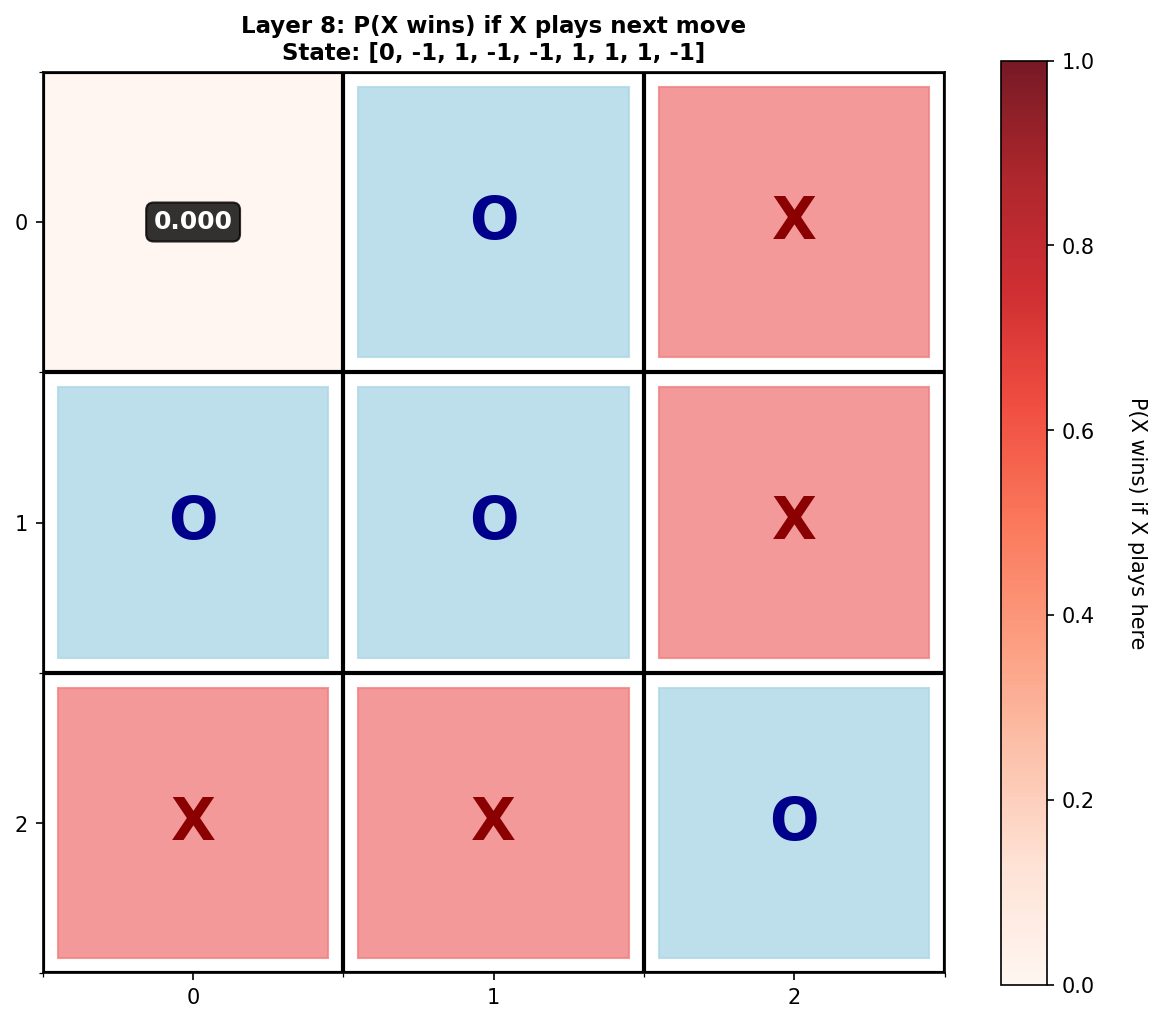 Layer 8: P(X wins) if X plays next move
State: [0, -1, 1, -1, -1, 1, 1, 1, -1]
0
0.000
O
X
1
O
O
X
2
X
X
O
0
1
2
1.0
0.8
0.6
0.4
0.2
0.0
P(X wins) if X plays here